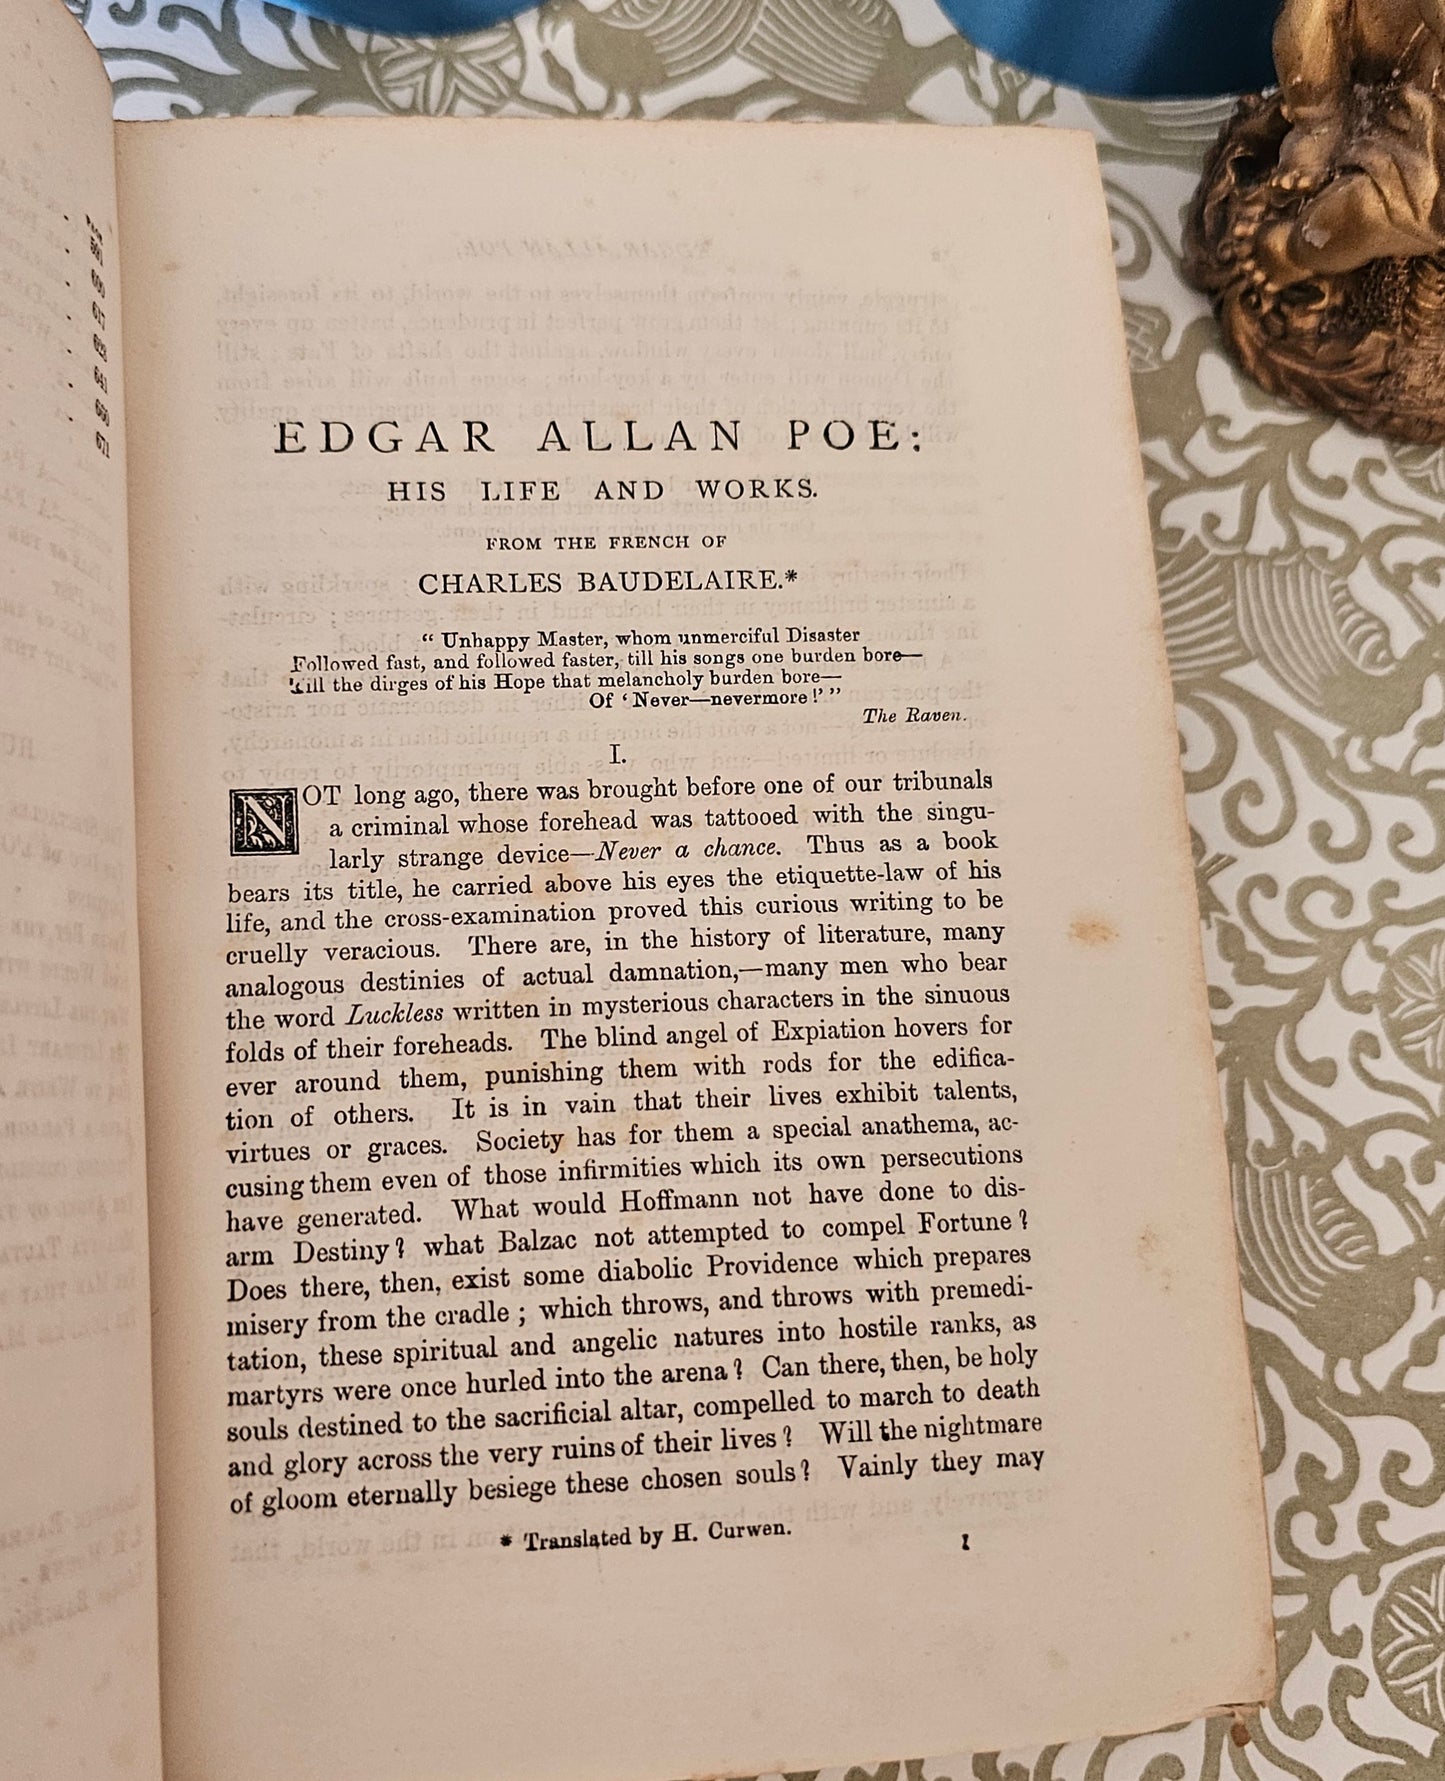 PAGE
591
600
617
623
641
660
671
EDGAR ALLAN POE:
HIS LIFE AND WORKS.
FROM THE FRENCH OF
CHARLES BAUDELAIRE.*
“ Unhappy Master, whom unmerciful Disaster
Followed fast, and followed faster, till his songs one burden bore—
Till the dirges of his Hope that melancholy burden bore—
Of ‘ Never—nevermore !’ ”
The Raven.
I.
NOT long ago, there was brought before one of our tribunals
a criminal whose forehead was tattooed with the singu-
larly strange device—Never a chance. Thus as a book
bears its title, he carried above his eyes the etiquette-law of his
life, and the cross-examination proved this curious writing to be
cruelly veracious. There are, in the history of literature, many
analogous destinies of actual damnation,—many men who bear
the word Luckless written in mysterious characters in the sinuous
folds of their foreheads. The blind angel of Expiation hovers for
ever around them, punishing them with rods for the edifica-
tion of others. It is in vain that their lives exhibit talents,
virtues or graces. Society has for them a special anathema, ac-
cusing them even of those infirmities which its own persecutions
have generated. What would Hoffmann not have done to dis-
arm Destiny? what Balzac not attempted to compel Fortune?
Does there, then, exist some diabolic Providence which prepares
misery from the cradle ; which throws, and throws with premedi-
tation, these spiritual and angelic natures into hostile ranks, as
martyrs were once hurled into the arena? Can there, then, be holy
souls destined to the sacrificial altar, compelled to march to death
and glory across the very ruins of their lives? Will the nightmare
of gloom eternally besiege these chosen souls? Vainly they may
* Translated by H. Curwen.
1